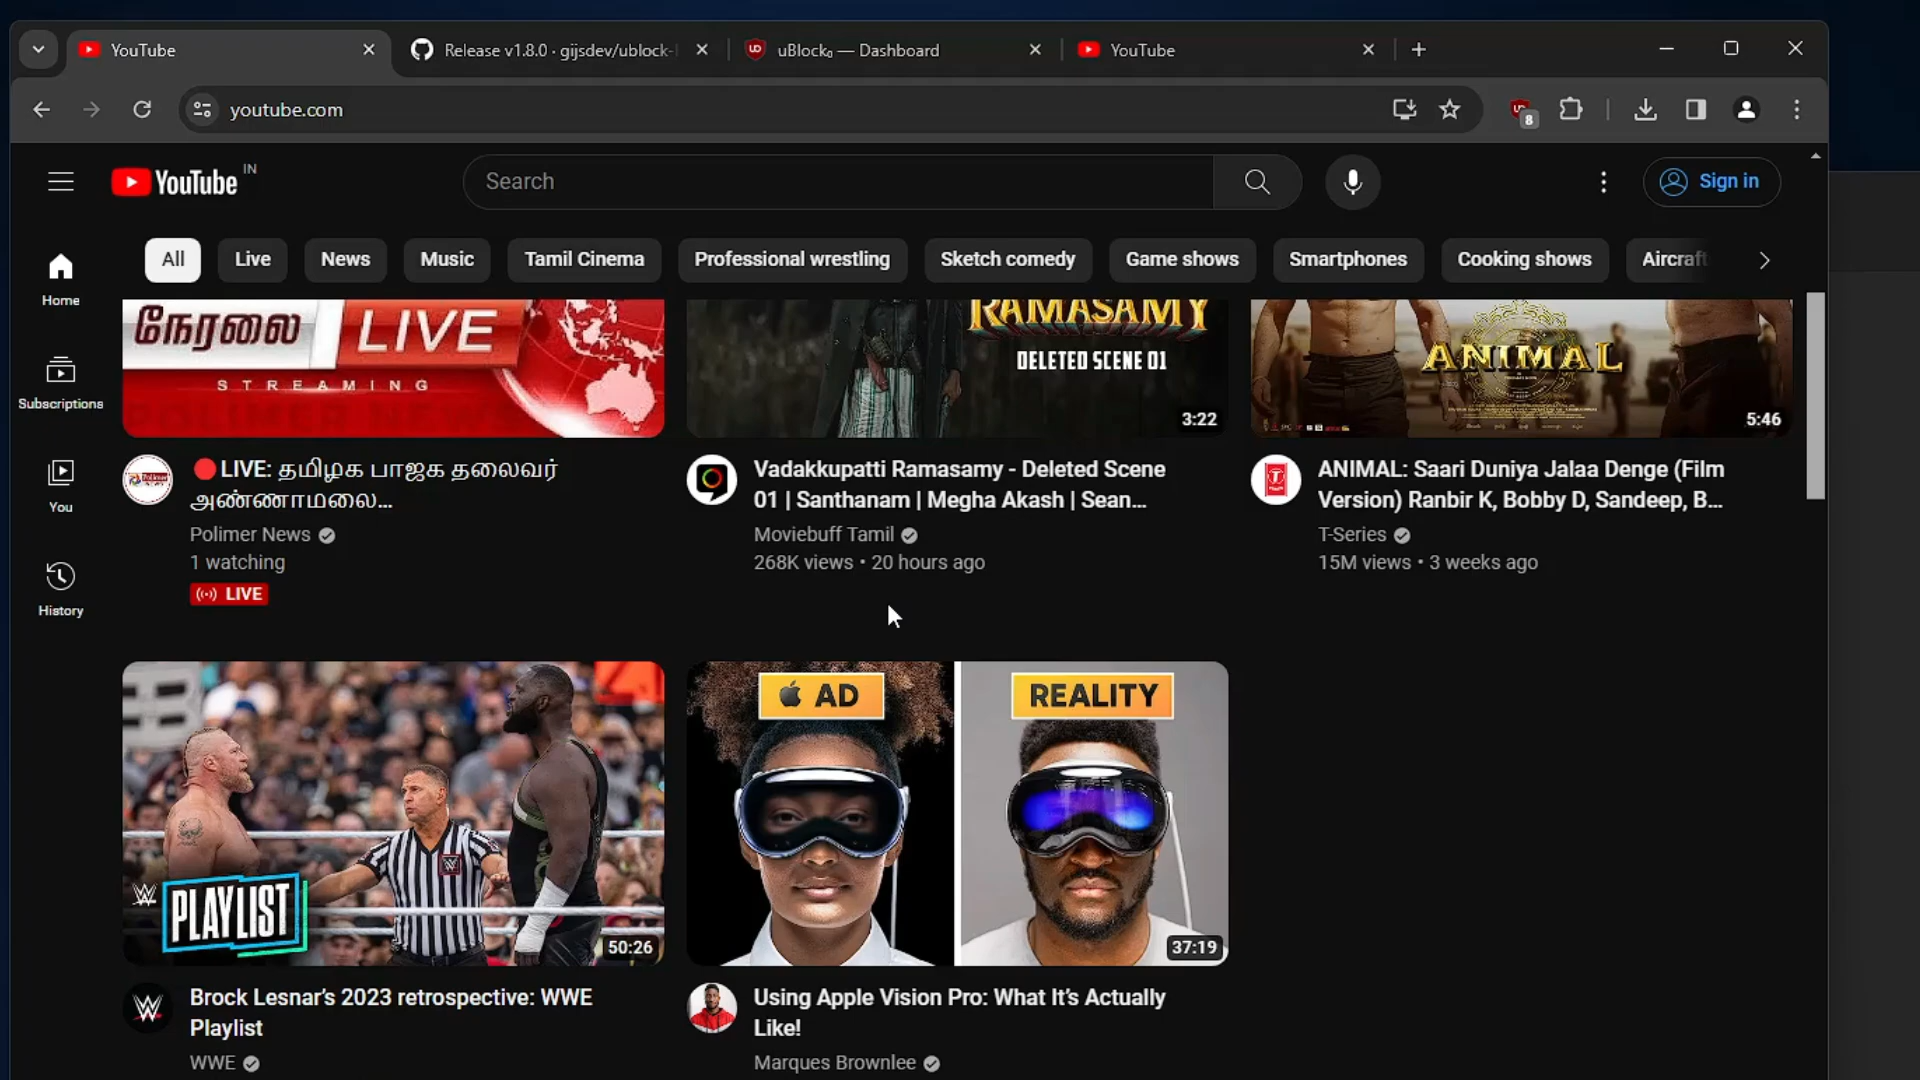 YouTube
Release v1.8.0 · gijsdev/ublock-
uBlock₀ — Dashboard
YouTube
youtube.com
8
YouTube IN
Search
Sign in
All
Live
News
Music
Tamil Cinema
Professional wrestling
Sketch comedy
Game shows
Smartphones
Cooking shows
Aircraft
Home
Subscriptions
You
History
நேரலை LIVE
STREAMING
RAMASAMY
DELETED SCENE 01
3:22
ANIMAL
5:46
🔴LIVE: தமிழக பாஜக தலைவர்
அண்ணாமலை...
Polimer News
1 watching
LIVE
Vadakkupatti Ramasamy - Deleted Scene
01 | Santhanam | Megha Akash | Sean...
Moviebuff Tamil
268K views • 20 hours ago
ANIMAL: Saari Duniya Jalaa Denge (Film
Version) Ranbir K, Bobby D, Sandeep, B...
T-Series
15M views • 3 weeks ago
PLAYLIST
50:26
AD
REALITY
37:19
Brock Lesnar’s 2023 retrospective: WWE
Playlist
WWE
Using Apple Vision Pro: What It’s Actually
Like!
Marques Brownlee